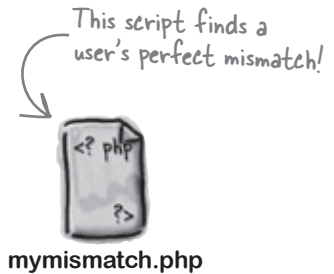 This script finds a
user's perfect mismatch!
<? php
?>
mymismatch.php